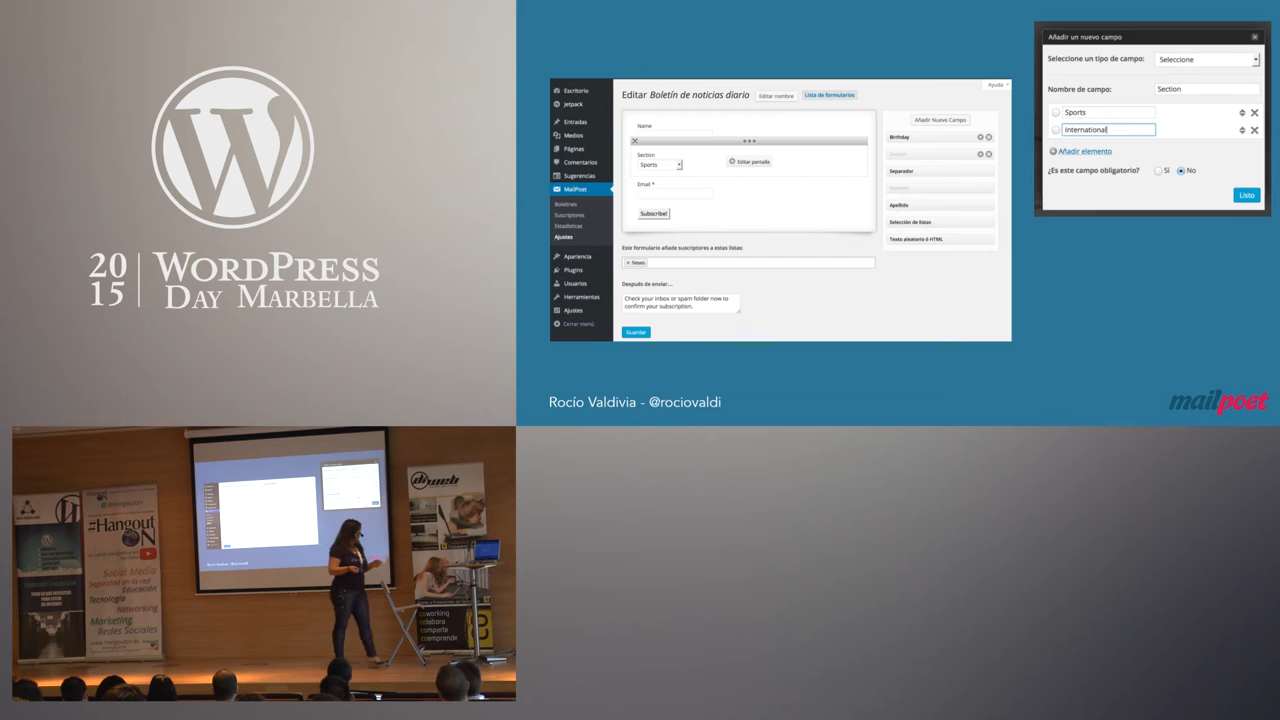 20
15
WORDPRESS
DAY MARBELLA
Escritorio
Jetpack
Entradas
Medios
Páginas
Comentarios
Sugerencias
MailPoet
Boletines
Suscriptores
Estadísticas
Ajustes
Apariencia
Plugins
Usuarios
Herramientas
Ajustes
Cerrar menú
Ayuda
Editar Boletín de noticias diario
Editar nombre
Lista de formularios
Name
Section
Sports
Editar pantalla
Email *
Subscribe!
Este formulario añade suscriptores a estas listas:
× News
Después de enviar...
Check your inbox or spam folder now to
confirm your subscription.
Guardar
Añadir Nuevo Campo
Birthday
Separador
Apellido
Selección de listas
Texto aleatorio ó HTML
Añadir un nuevo campo
Seleccione un tipo de campo:
Seleccione
Nombre de campo:
Section
Sports
International
Añadir elemento
¿Es este campo obligatorio?
Sí
No
Listo
Rocío Valdivia - @rociovaldi
mailpoet
#Hangout
ON
Social Media
Seguridad en la red
Educación
Tecnología
Networking
Marketing
Redes Sociales
diweb
coworking
colabora
comparte
comprende